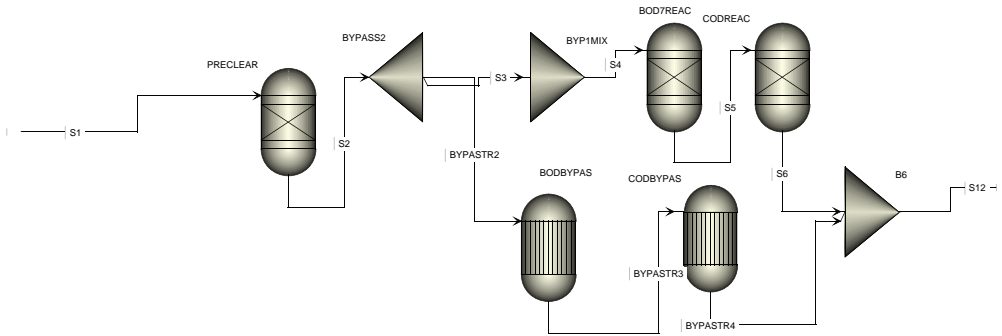 BOD7REAC
CODREAC
BYPASS2
BYP1MIX
PRECLEAR
S3
S4
S5
S1
S2
BYPASTR2
BODBYPAS
CODBYPAS
S6
B6
S12
BYPASTR3
BYPASTR4